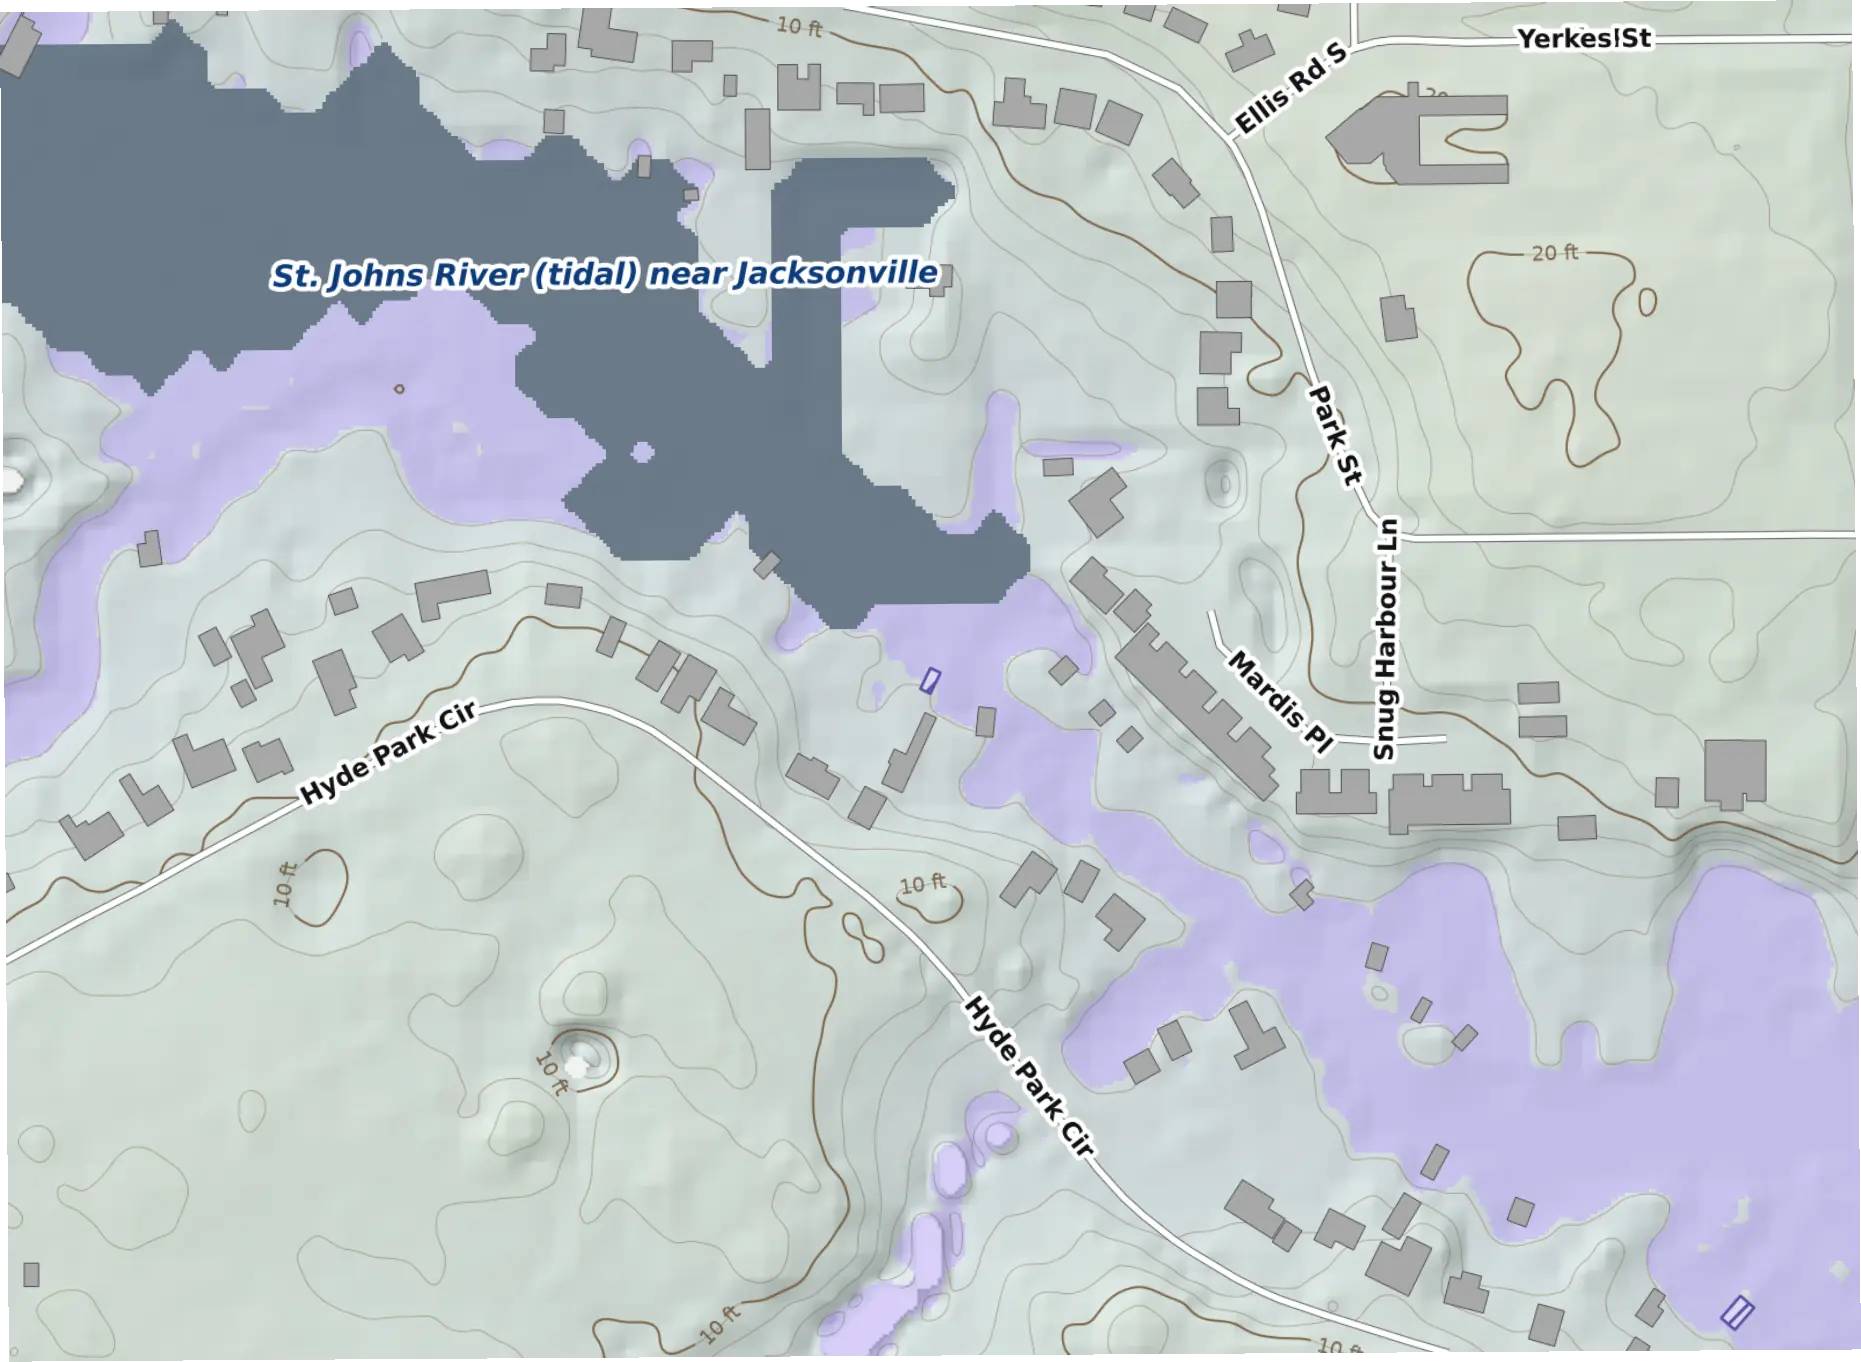 10 ft
Yerkes St
Ellis Rd S
20 ft
St. Johns River (tidal) near Jacksonville
Park St
Snug Harbour Ln
Mardis Pl
Hyde Park Cir
10 ft
10 ft
Hyde Park Cir
10 ft
10 ft
10 ft